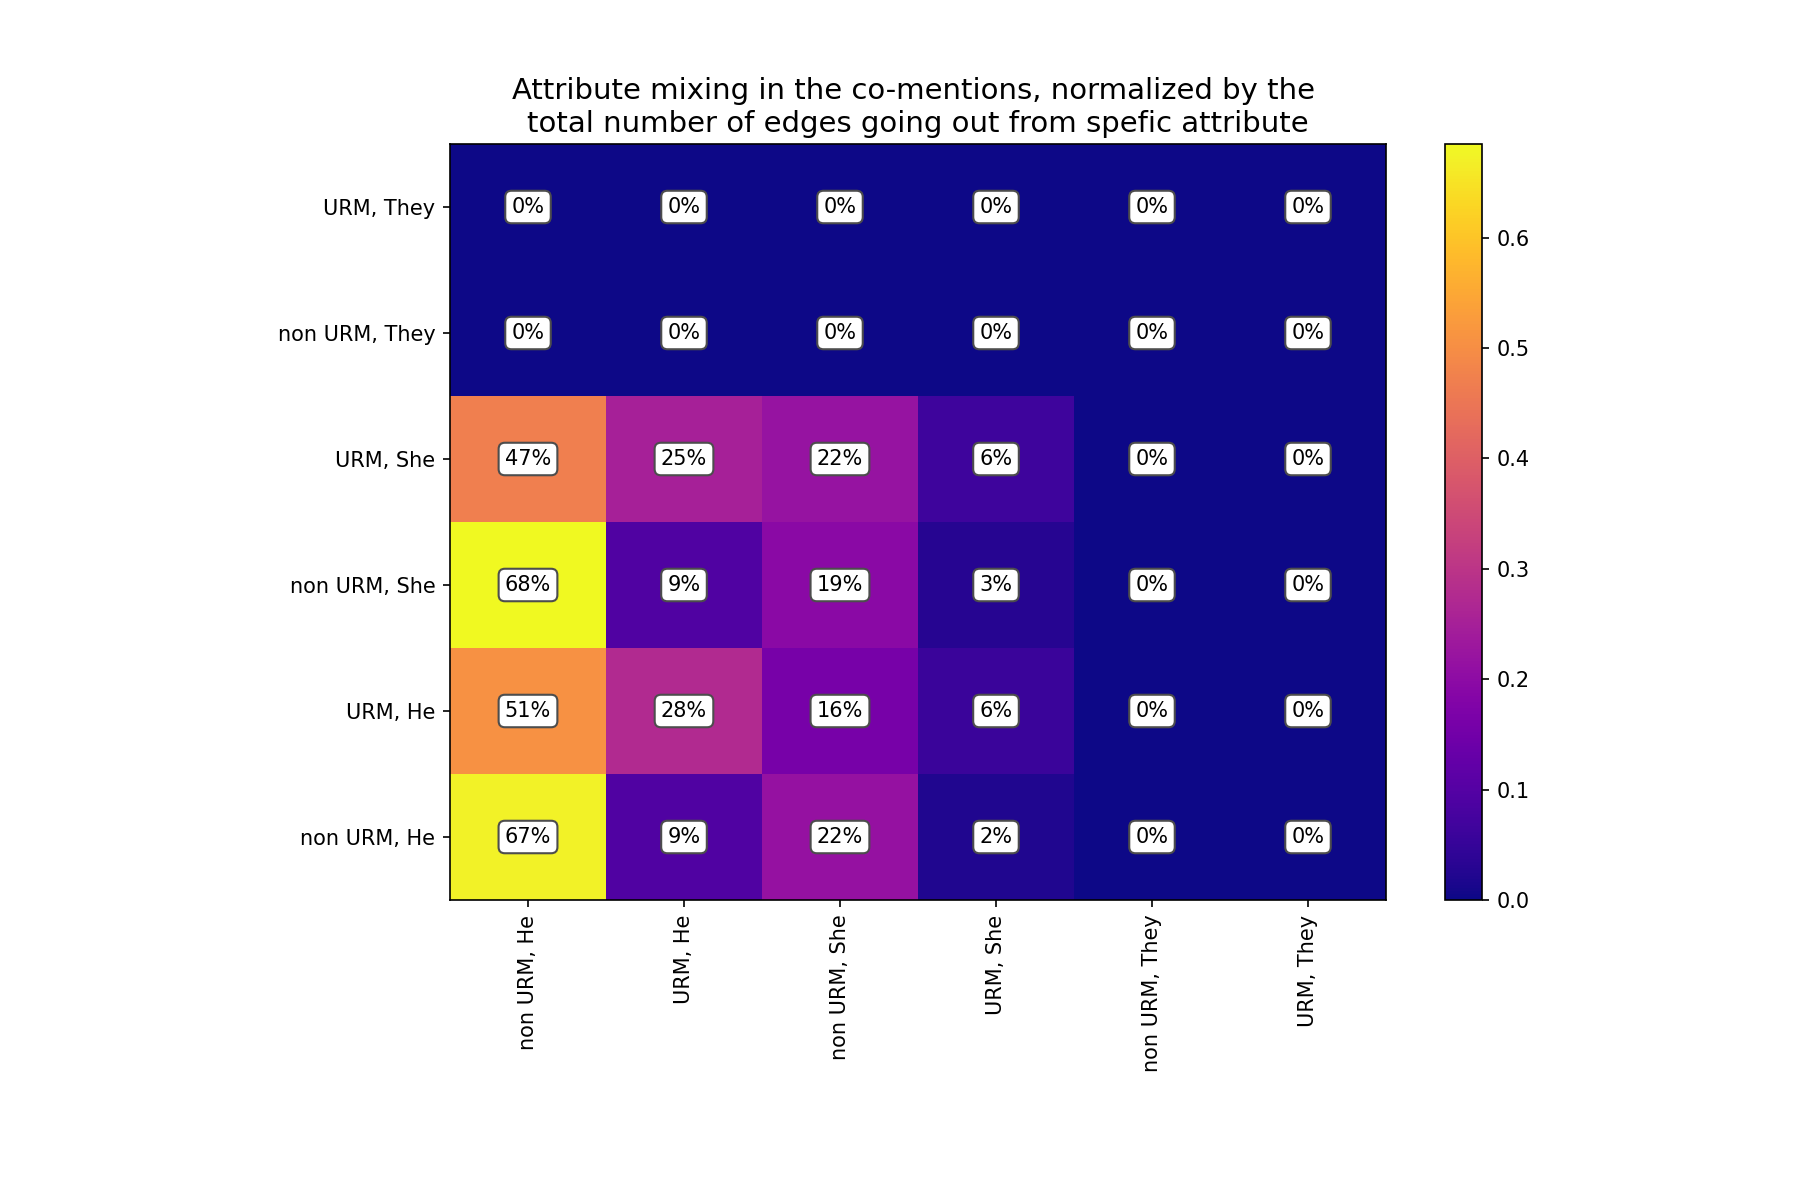 Attribute mixing in the co-mentions, normalized by the
total number of edges going out from spefic attribute
URM, They 0% 0% 0% 0% 0% 0%
non URM, They 0% 0% 0% 0% 0% 0%
URM, She 47% 25% 22% 6% 0% 0%
non URM, She 68% 9% 19% 3% 0% 0%
URM, He 51% 28% 16% 6% 0% 0%
non URM, He 67% 9% 22% 2% 0% 0%
non URM, He
URM, He
non URM, She
URM, She
non URM, They
URM, They
0.6
0.5
0.4
0.3
0.2
0.1
0.0